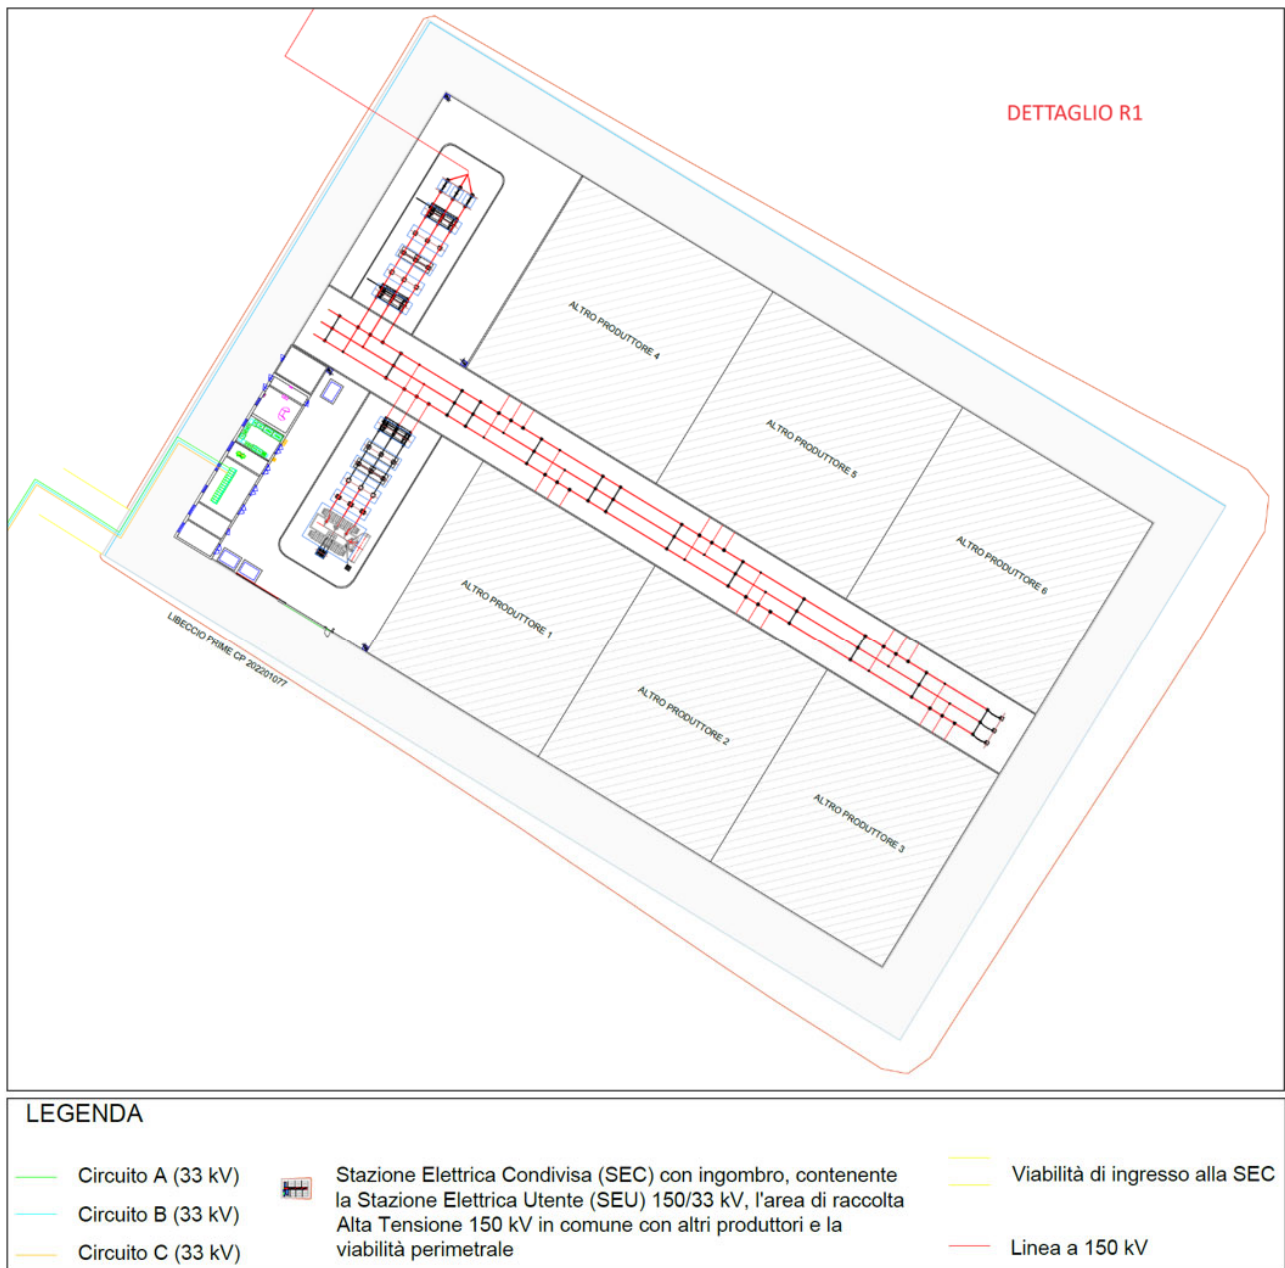 DETTAGLIO R1
ALTRO PRODUTTORE 4
ALTRO PRODUTTORE 5
ALTRO PRODUTTORE 6
ALTRO PRODUTTORE 1
ALTRO PRODUTTORE 2
ALTRO PRODUTTORE 3
LIBECCIO PRIME CP 202201077
LEGENDA
Circuito A (33 kV)
Circuito B (33 kV)
Circuito C (33 kV)
Stazione Elettrica Condivisa (SEC) con ingombro, contenente
la Stazione Elettrica Utente (SEU) 150/33 kV, l'area di raccolta
Alta Tensione 150 kV in comune con altri produttori e la
viabilità perimetrale
Viabilità di ingresso alla SEC
Linea a 150 kV